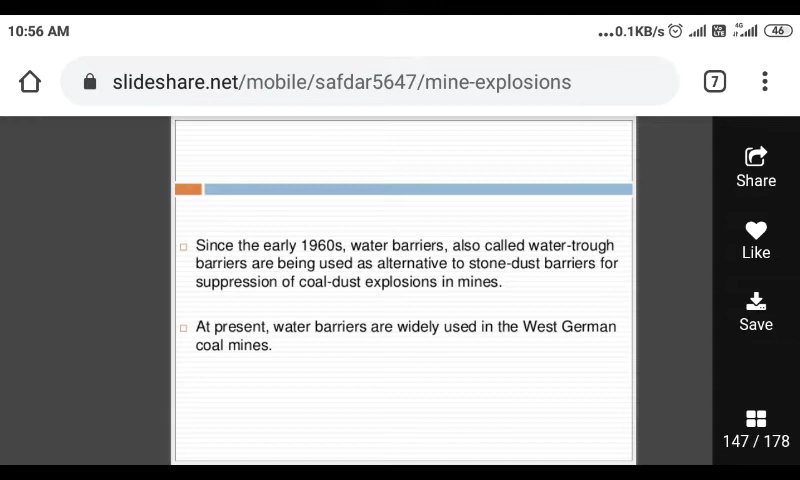 10:56 AM
...0.1KB/s 4G 46
slideshare.net/mobile/safdar5647/mine-explosions
7
Share
Since the early 1960s, water barriers, also called water-trough
barriers are being used as alternative to stone-dust barriers for
suppression of coal-dust explosions in mines.
Like
Save
At present, water barriers are widely used in the West German
coal mines.
147 / 178